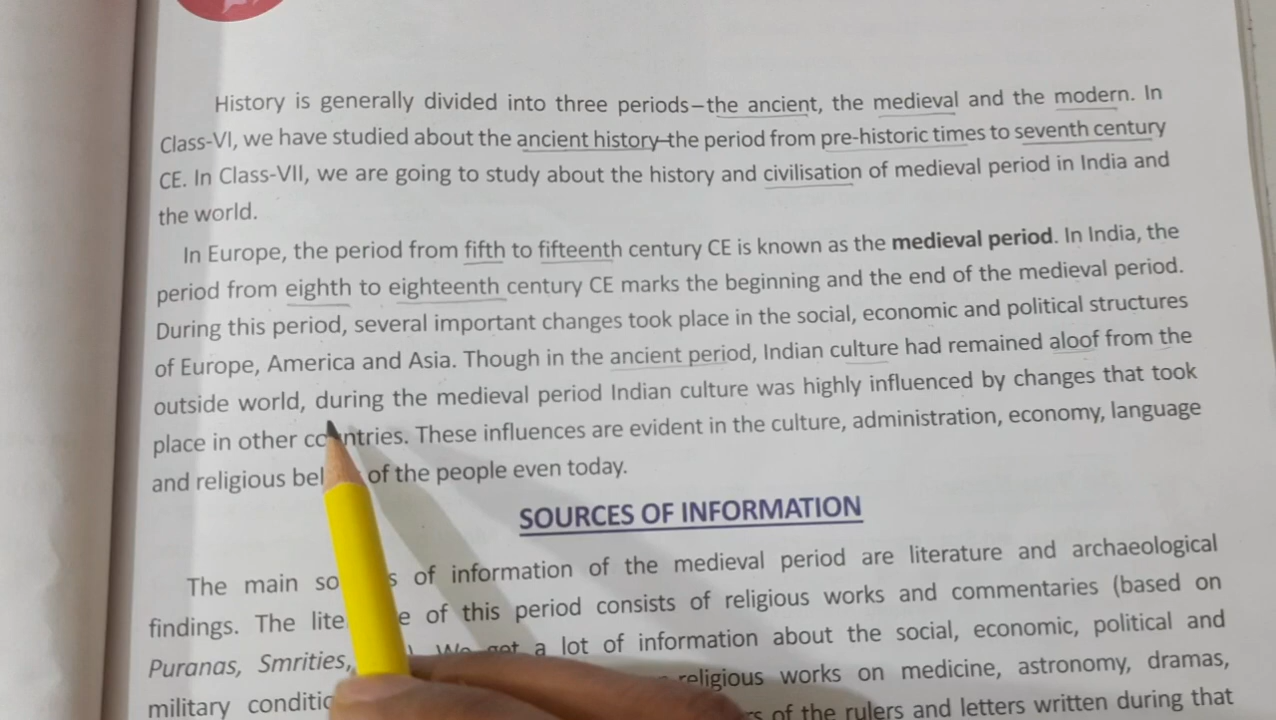 History is generally divided into three periods–the ancient, the medieval and the modern. In
Class-VI, we have studied about the ancient history–the period from pre-historic times to seventh century
CE. In Class-VII, we are going to study about the history and civilisation of medieval period in India and
the world.
In Europe, the period from fifth to fifteenth century CE is known as the medieval period. In India, the
period from eighth to eighteenth century CE marks the beginning and the end of the medieval period.
During this period, several important changes took place in the social, economic and political structures
of Europe, America and Asia. Though in the ancient period, Indian culture had remained aloof from the
outside world, during the medieval period Indian culture was highly influenced by changes that took
place in other countries. These influences are evident in the culture, administration, economy, language
and religious of the people even today.
SOURCES OF INFORMATION
The main of information of the medieval period are literature and archaeological
findings. The of this period consists of religious works and commentaries (based on
Puranas, Smrities, We get a lot of information about the social, economic, political and
military religious works on medicine, astronomy, dramas,
of the rulers and letters written during that